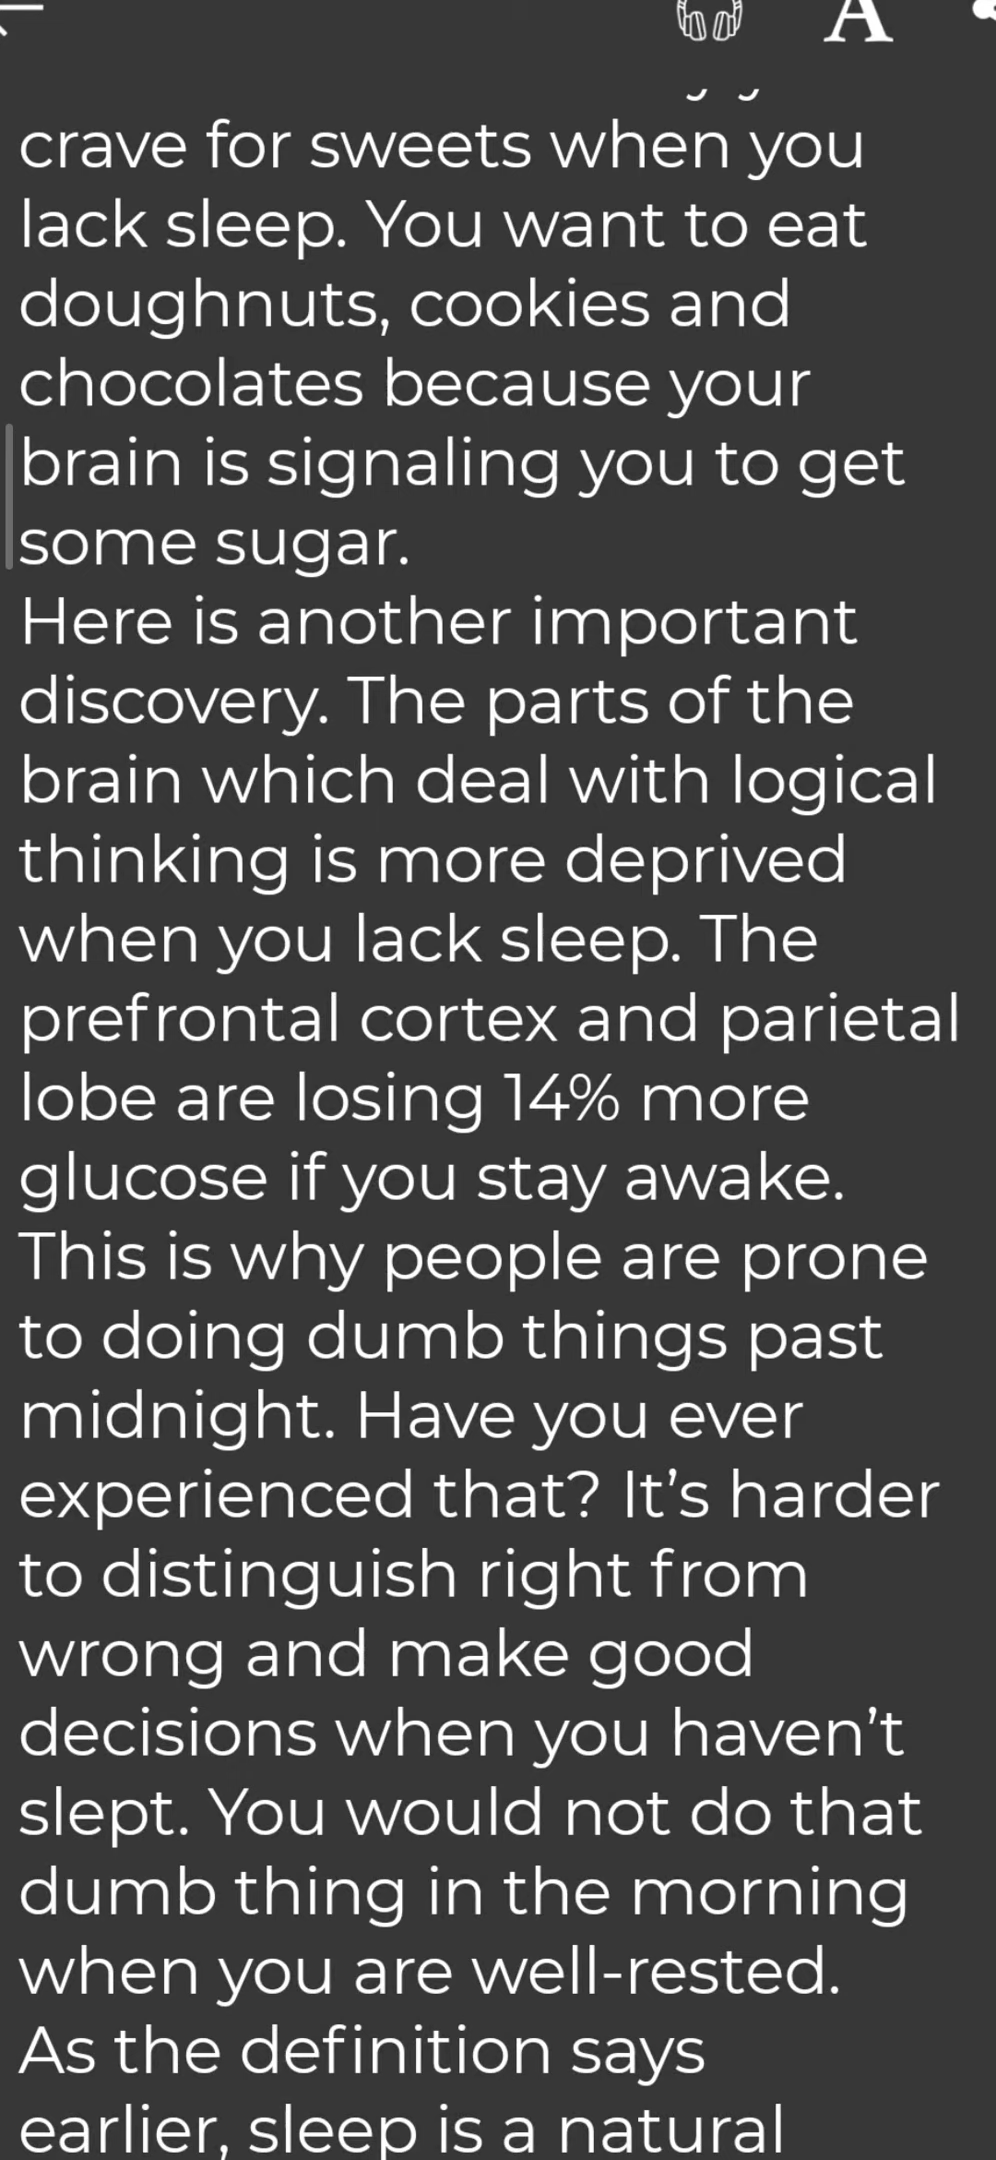 A
crave for sweets when you
lack sleep. You want to eat
doughnuts, cookies and
chocolates because your
brain is signaling you to get
some sugar.
Here is another important
discovery. The parts of the
brain which deal with logical
thinking is more deprived
when you lack sleep. The
prefrontal cortex and parietal
lobe are losing 14% more
glucose if you stay awake.
This is why people are prone
to doing dumb things past
midnight. Have you ever
experienced that? It’s harder
to distinguish right from
wrong and make good
decisions when you haven’t
slept. You would not do that
dumb thing in the morning
when you are well-rested.
As the definition says
earlier, sleep is a natural